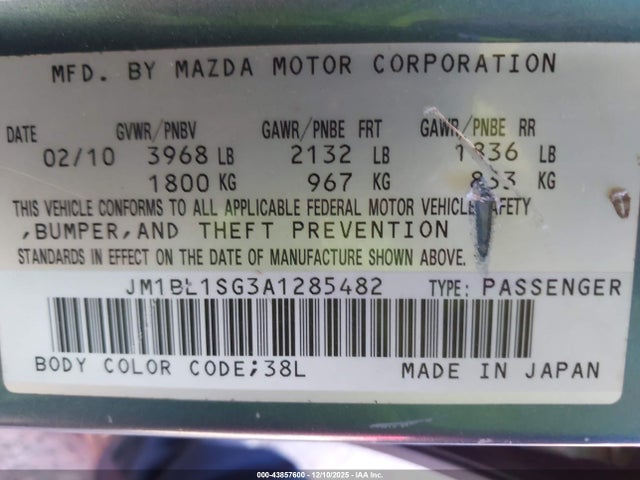 MFD. BY MAZDA MOTOR CORPORATION
DATE GVWR/PNBV GAWR/PNBE FRT GAWR/PNBE RR
02/10 3968 LB 2132 LB 1836 LB
1800 KG 967 KG 833 KG
THIS VEHICLE CONFORMS TO ALL APPLICABLE FEDERAL MOTOR VEHICLE SAFETY
,BUMPER,AND THEFT PREVENTION
STANDARDS IN EFFECT ON THE DATE OF MANUFACTURE SHOWN ABOVE.
JM1BL1SG3A1285482 TYPE: PASSENGER
BODY COLOR CODE;38L MADE IN JAPAN
000-43857600 - 12/10/2025 - IAA Inc.